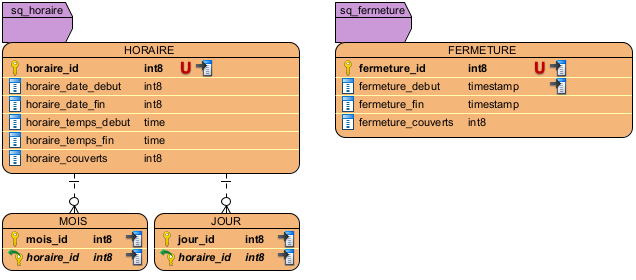 sq_horaire
HORAIRE
horaire_id int8 U
horaire_date_debut int8
horaire_date_fin int8
horaire_temps_debut time
horaire_temps_fin time
horaire_couverts int8
MOIS
mois_id int8
horaire_id int8
JOUR
jour_id int8
horaire_id int8
sq_fermeture
FERMETURE
fermeture_id int8 U
fermeture_debut timestamp
fermeture_fin timestamp
fermeture_couverts int8